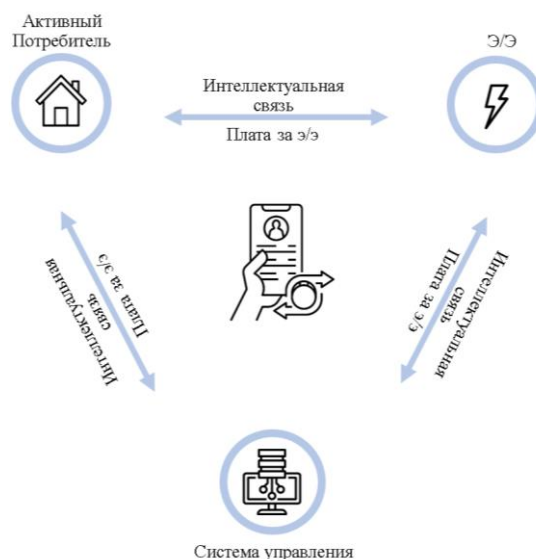 Активный
Потребитель
Э/Э
Интеллектуальная
связь
Плата за э/э
Плата за э/э
Интеллектуальная
связь
Интеллектуальная
связь
Плата за э/э
Система управления